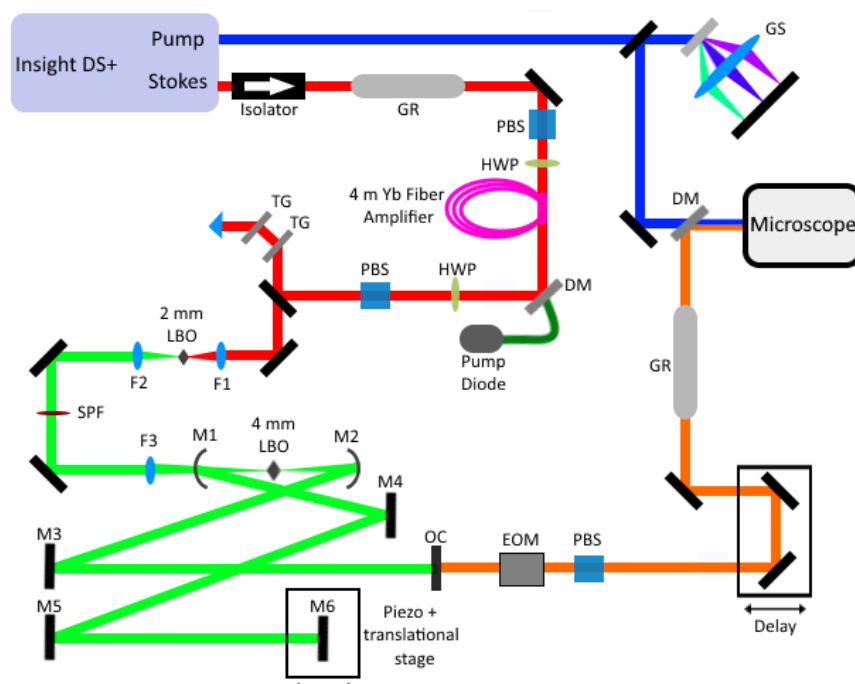 Pump
Insight DS+
Stokes
Isolator
GR
PBS
HWP
4 m Yb Fiber
Amplifier
GS
DM
Microscope
TG
TG
PBS
HWP
DM
Pump
Diode
2 mm
LBO
F2
F1
GR
SPF
F3
M1
4 mm
LBO
M2
M4
M3
OC
EOM
PBS
M5
M6
Piezo +
translational
stage
Delay